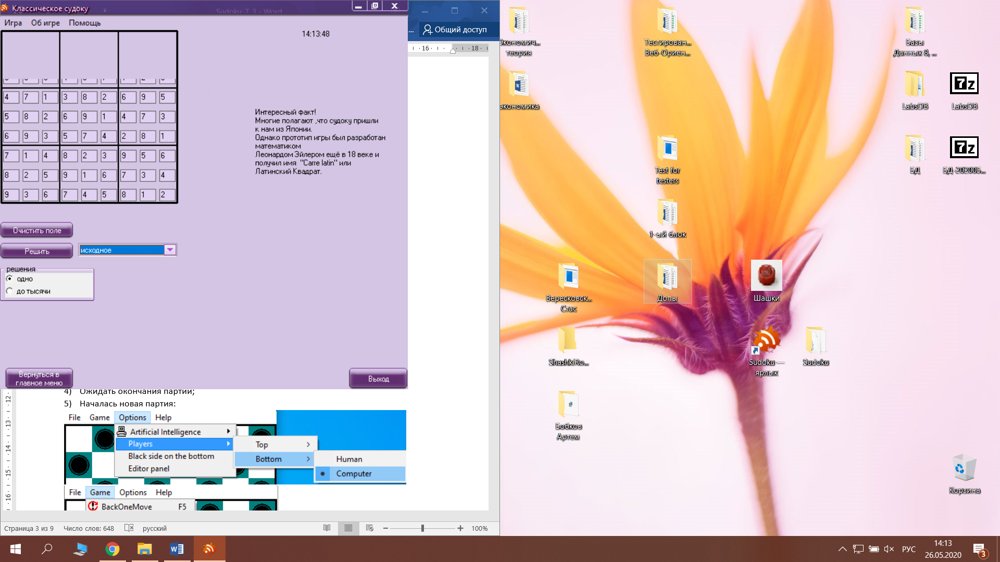 Классическое судоку
Sudoku_7_3 - Word
Игра Об игре Помощь
14:13:48
... Общий доступ
16 18
4 7 1 3 8 2 6 9 5
5 8 2 6 9 1 4 7 3
6 9 3 5 7 4 2 8 1
7 1 4 8 2 3 9 5 6
8 2 5 9 1 6 7 3 4
9 3 6 7 4 5 8 1 2
Интересный факт!
Многие полагают ,что судоку пришли
к нам из Японии.
Однако прототип игры был разработан
математиком
Леонардом Эйлером ещё в 18 веке и
получил имя "Carre latin" или
Латинский Квадрат.
Очистить поле
Решить
исходное
решения
одно
до тысячи
Вернуться в
главное меню
Выход
4) Ожидать окончания партии;
5) Началась новая партия:
File Game Options Help
Artificial Intelligence
Players
Black side on the bottom
Editor panel
Top
Bottom
Human
Computer
File Game Options Help
BackOneMove F5
12
13
14
15
16
Страница 3 из 9 Число слов: 648 русский
100%
Экономич...
теория
Тестирован...
Веб-Ориен...
Базы
Данных 8, ...
экономика
LabsDB
7z
LabsDB
Test for
testers
БД
7z
БД-202005...
1-ый блок
Вересковск...
Стас
Допы
Шашки
ShashkiRo...
Sudoku —
ярлык
Sudoku
Бобков
Артем
Корзина
РУС
14:13
26.05.2020
3